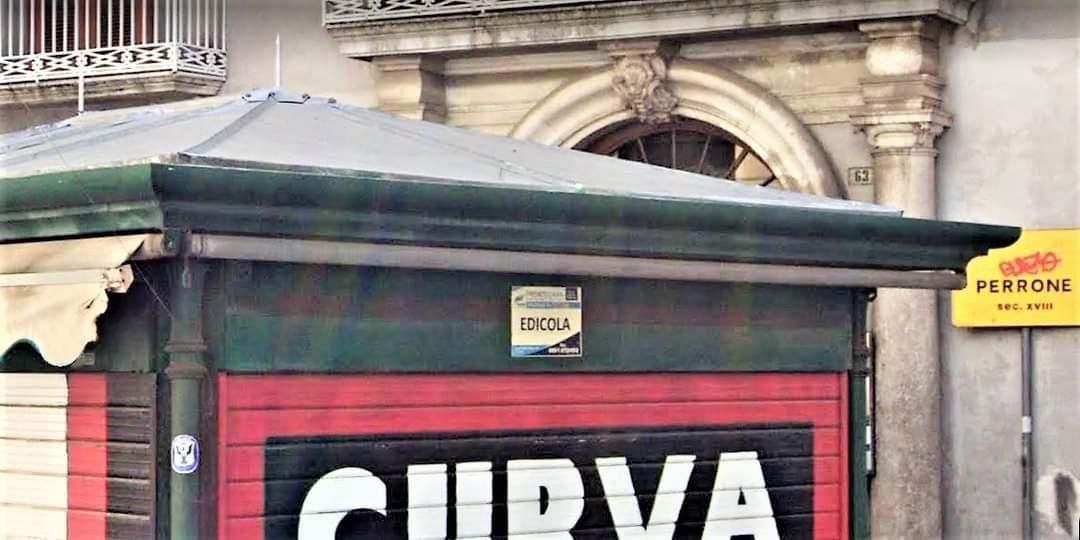 63
PERRONE
sec. XVIII
EDICOLA
CURVA